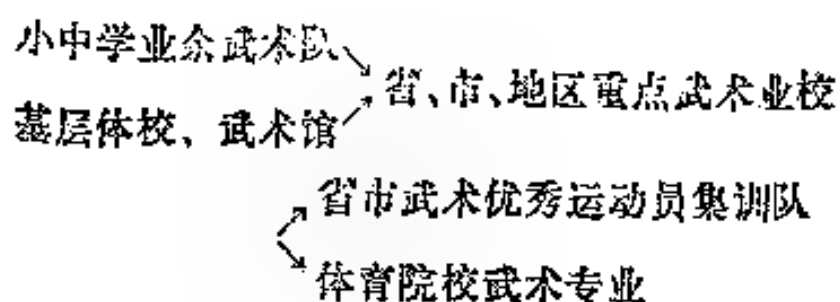 小中学业余武术队
省、市、地区重点武术业校
基层体校、武术馆
省市武术优秀运动员集训队
体育院校武术专业